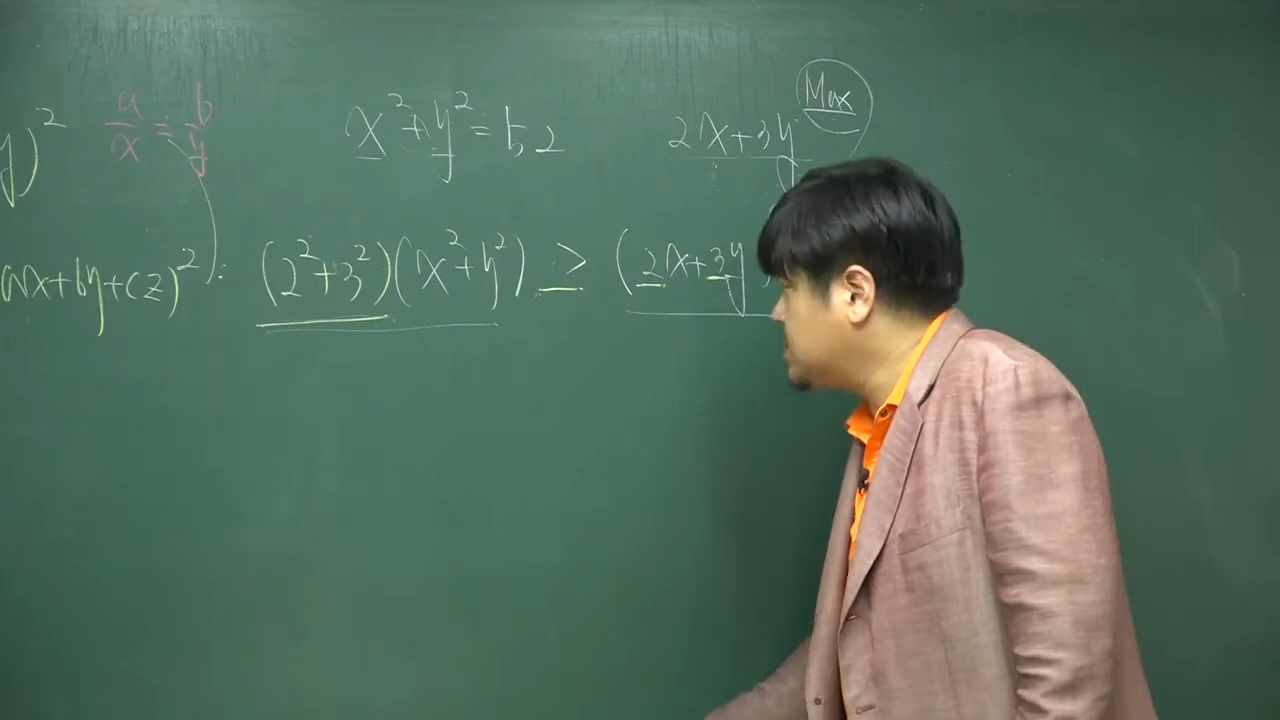 y)²
a/x = b/y
x²+y²=52
2x+3y Max
ax+by+cz)²
(2²+3²)(x²+y²) ≥ (2x+3y